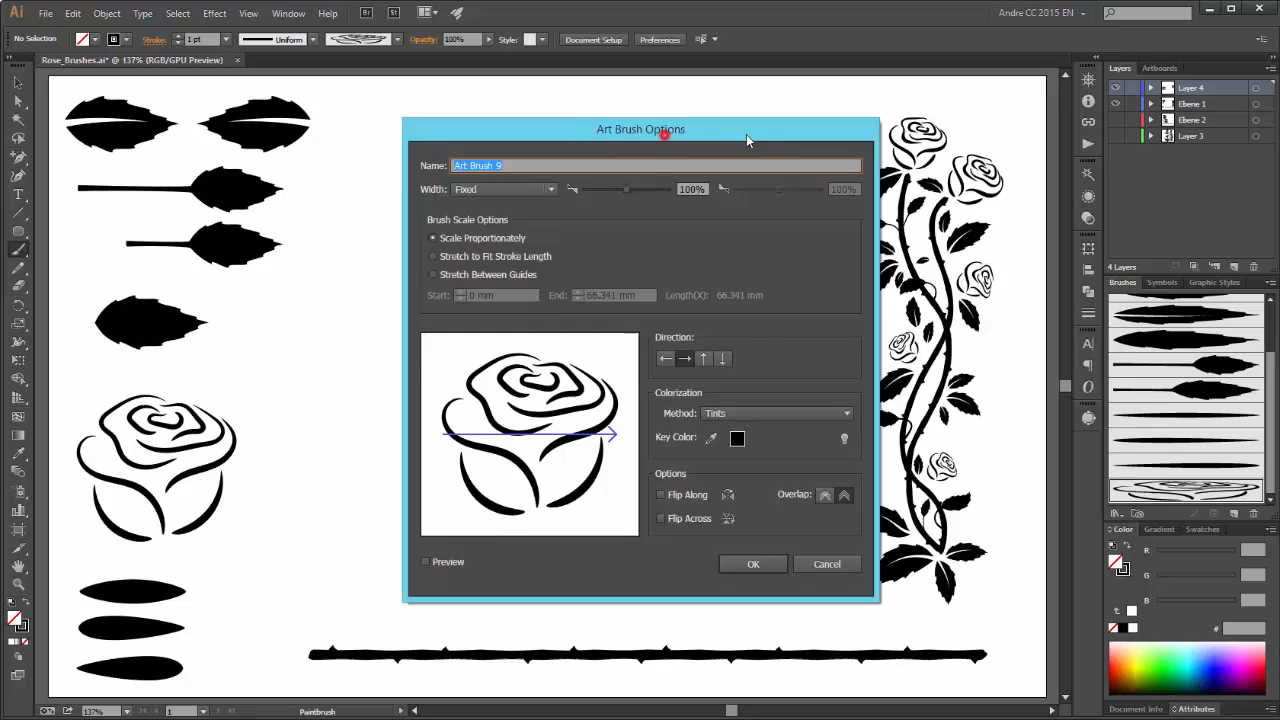 Ai File Edit Object Type Select Effect View Window Help Br St Andre CC 2015 EN
No Selection Stroke: 1 pt Uniform Opacity: 100% Style: Document Setup Preferences
Rose_Brushes.ai* @ 137% (RGB/GPU Preview) ×
Layers Artboards
Layer 4
Ebene 1
Ebene 2
Layer 3
4 Layers
Brushes Symbols Graphic Styles
Art Brush Options
Name: Art Brush 9
Width: Fixed 100% 100%
Brush Scale Options
Scale Proportionately
Stretch to Fit Stroke Length
Stretch Between Guides
Start: 0 mm End: 66.341 mm Length(X): 66.341 mm
Direction:
Colorization
Method: Tints
Key Color:
Options
Flip Along Overlap:
Flip Across
Preview OK Cancel
Color Gradient Swatches
R
G
B
#
Document Info Attributes
137% 1 Paintbrush